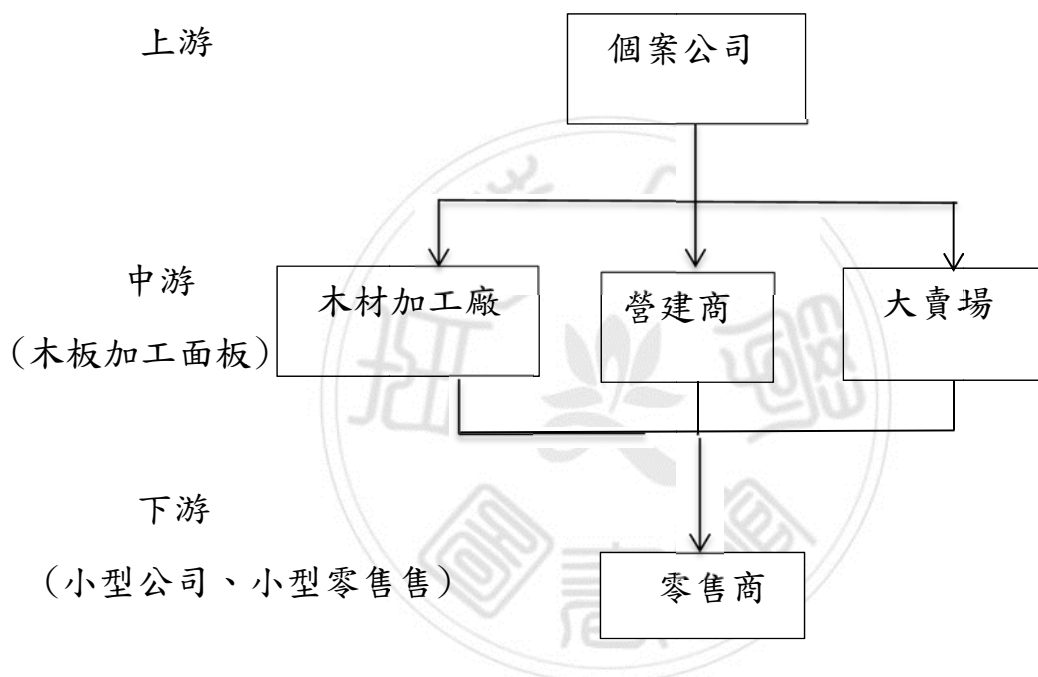 上游
個案公司
中游
(木板加工面板)
木材加工廠
營建商
大賣場
下游
(小型公司、小型零售售)
零售商